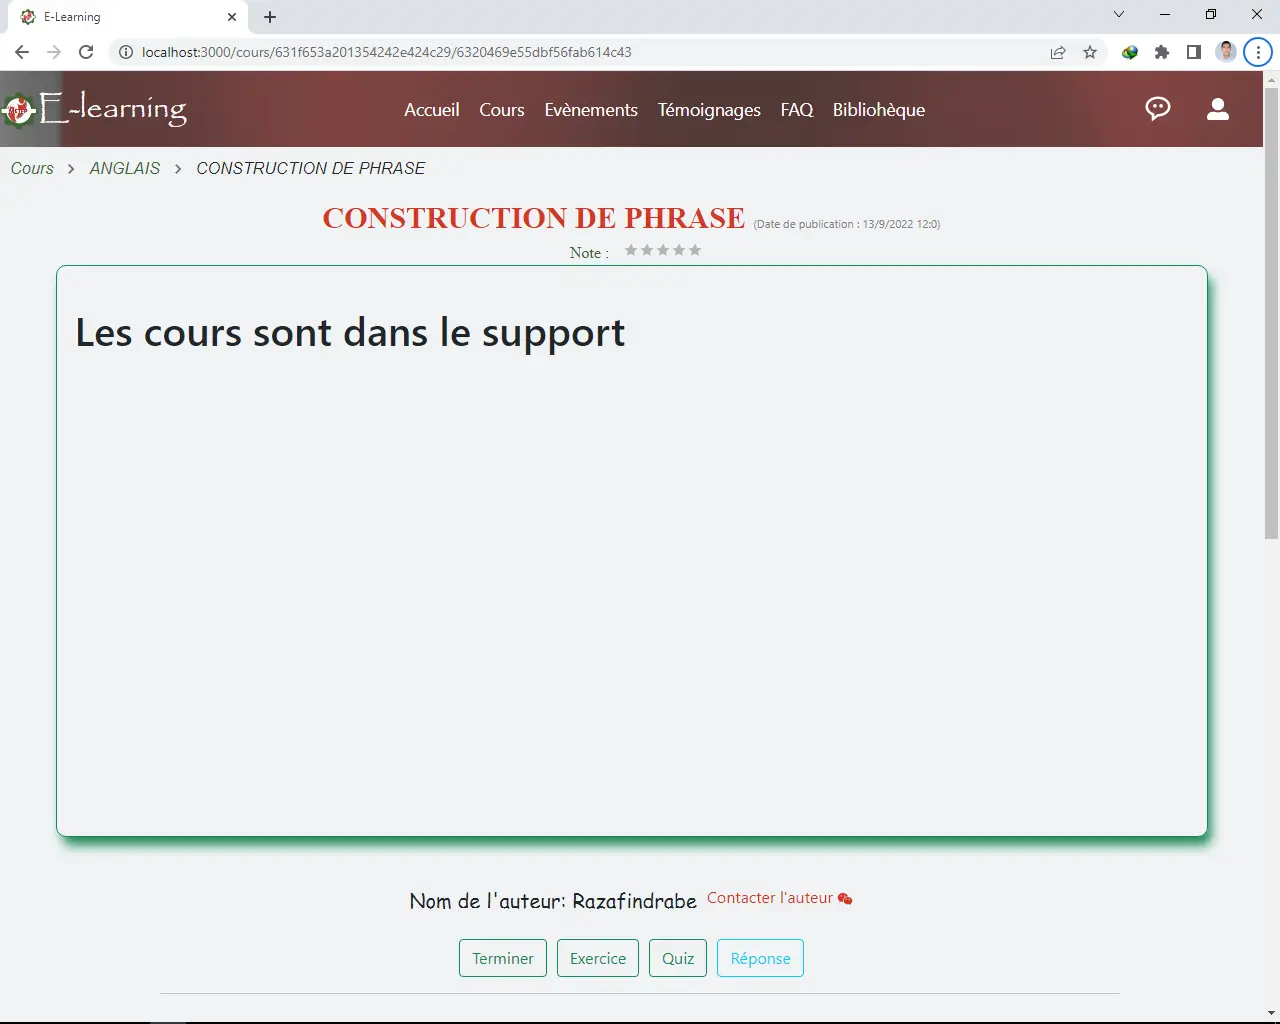 E-Learning
localhost:3000/cours/631f653a201354242e424c29/6320469e55dbf56fab614c43
E-learning Accueil Cours Evènements Témoignages FAQ Bibliohèque
Cours > ANGLAIS > CONSTRUCTION DE PHRASE
CONSTRUCTION DE PHRASE (Date de publication : 13/9/2022 12:0)
Note :
Les cours sont dans le support
Nom de l'auteur: Razafindrabe Contacter l'auteur
Terminer Exercice Quiz Réponse